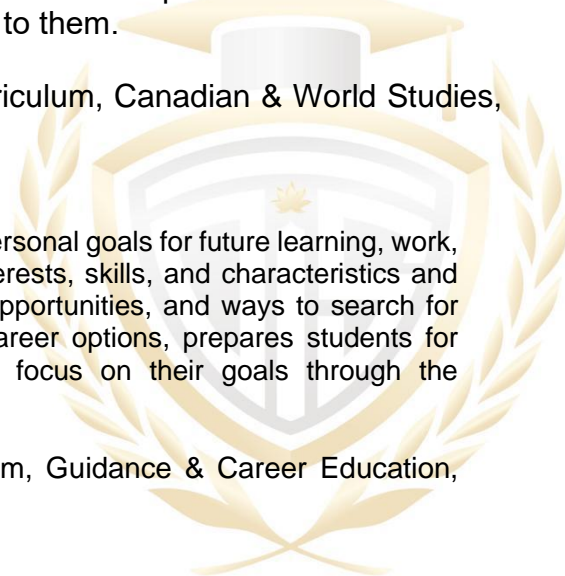 to them.
riculum, Canadian & World Studies,
ersonal goals for future learning, work,
erests, skills, and characteristics and
opportunities, and ways to search for
areer options, prepares students for
focus on their goals through the
m, Guidance & Career Education,